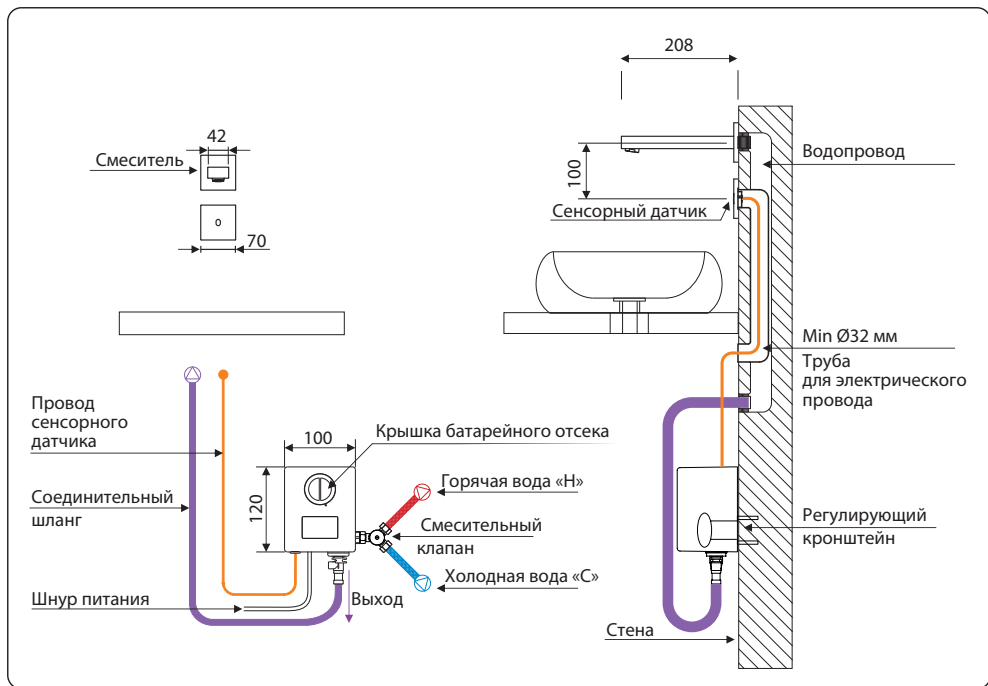 208
42
Смеситель
Водопровод
100
Сенсорный датчик
70
Min Ø32 мм
Труба
для электрического
провода
Провод
сенсорного
датчика
100
Крышка батарейного отсека
Горячая вода «Н»
Соединительный
шланг
120
Смесительный
клапан
Регулирующий
кронштейн
Холодная вода «С»
Шнур питания
Выход
Стена